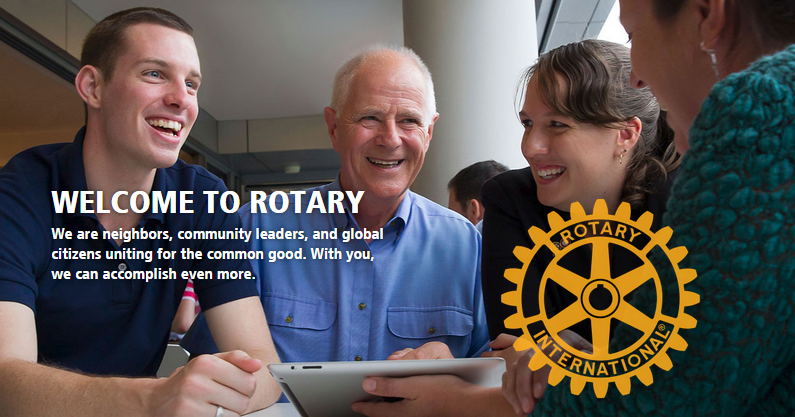 WELCOME TO ROTARY
We are neighbors, community leaders, and global
citizens uniting for the common good. With you,
we can accomplish even more.
ROTARY
INTERNATIONAL®